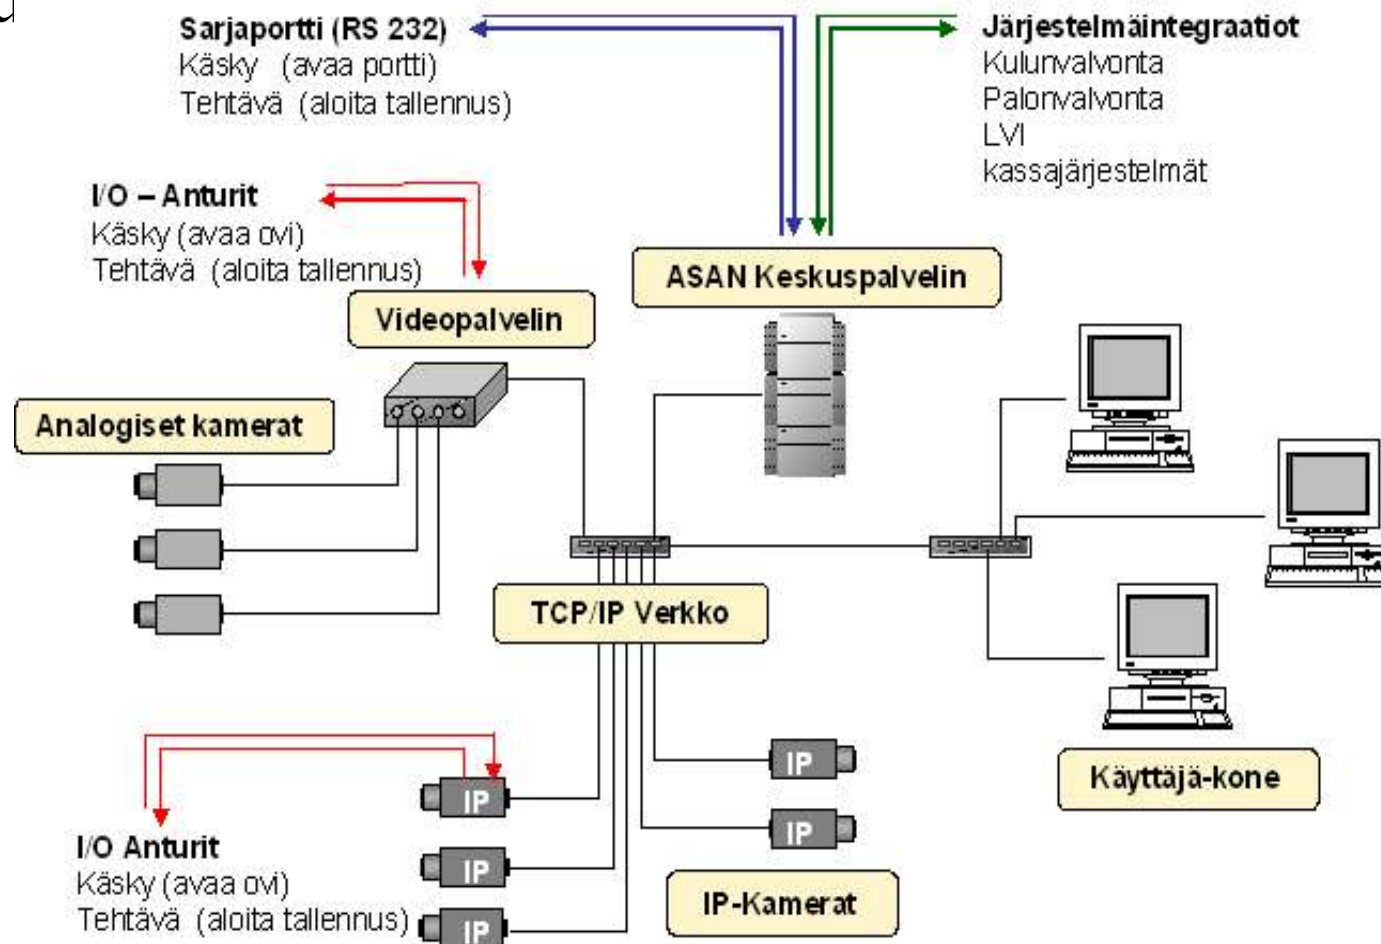 Sarjaportti (RS 232)
Käsky (avaa portti)
Tehtävä (aloita tallennus)
Järjestelmäintegraatiot
Kulunvalvonta
Palonvalvonta
LVI
kassajärjestelmät
I/O – Anturit
Käsky (avaa ovi)
Tehtävä (aloita tallennus)
ASAN Keskuspalvelin
Videopalvelin
Analogiset kamerat
TCP/IP Verkko
IP
IP
IP
IP
IP
Käyttäjä-kone
I/O Anturit
Käsky (avaa ovi)
Tehtävä (aloita tallennus)
IP-Kamerat